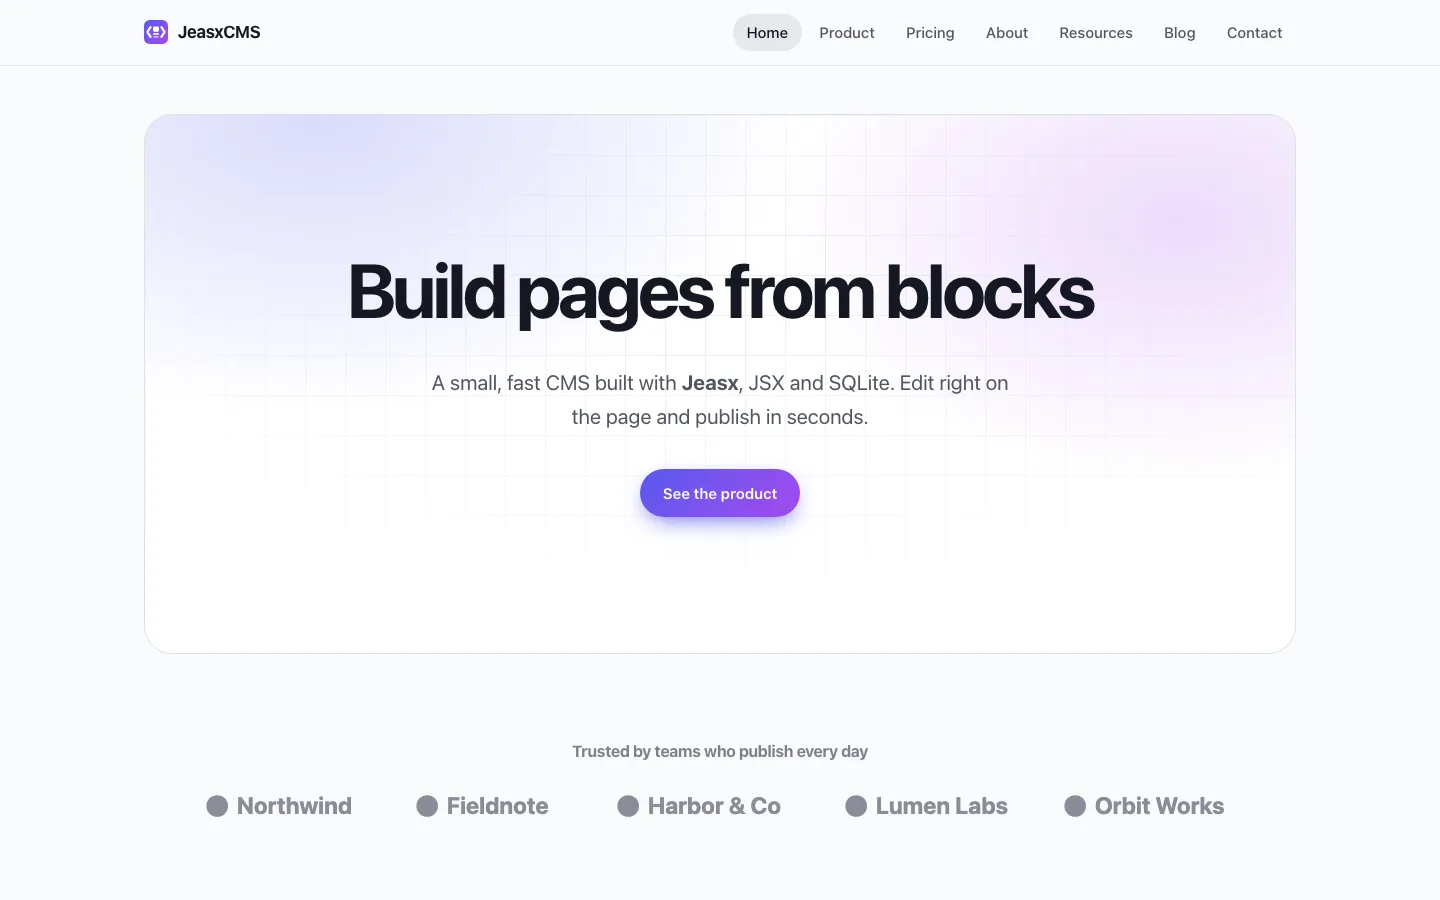 JeasxCMS
Home Product Pricing About Resources Blog Contact
Build pages from blocks
A small, fast CMS built with Jeasx, JSX and SQLite. Edit right on
the page and publish in seconds.
See the product
Trusted by teams who publish every day
Northwind Fieldnote Harbor & Co Lumen Labs Orbit Works